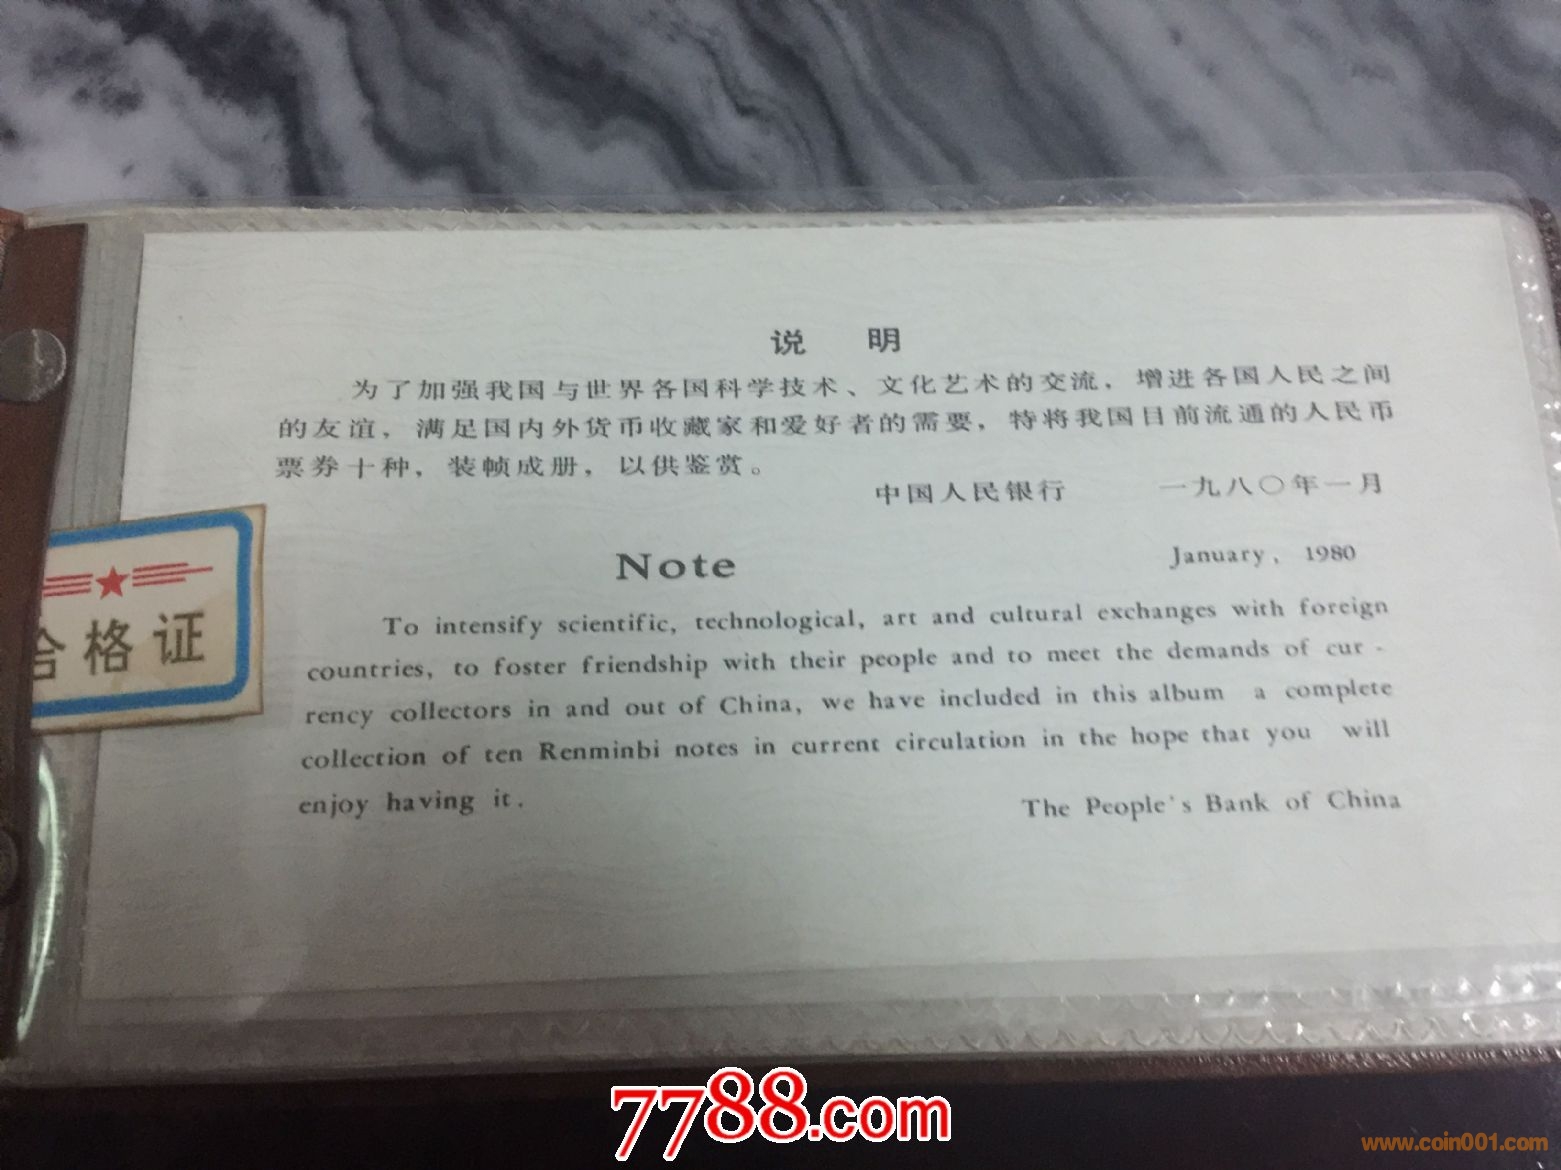 说 明
为了加强我国与世界各国科学技术、文化艺术的交流，增进各国人民之间
的友谊，满足国内外货币收藏家和爱好者的需要，特将我国目前流通的人民币
票券十种，装帧成册，以供鉴赏。
中国人民银行 一九八〇年一月
Note
January, 1980
To intensify scientific, technological, art and cultural exchanges with foreign
countries, to foster friendship with their people and to meet the demands of cur-
rency collectors in and out of China, we have included in this album a complete
collection of ten Renminbi notes in current circulation in the hope that you will
enjoy having it.
The People's Bank of China
合格证
7788.com
www.coin001.com